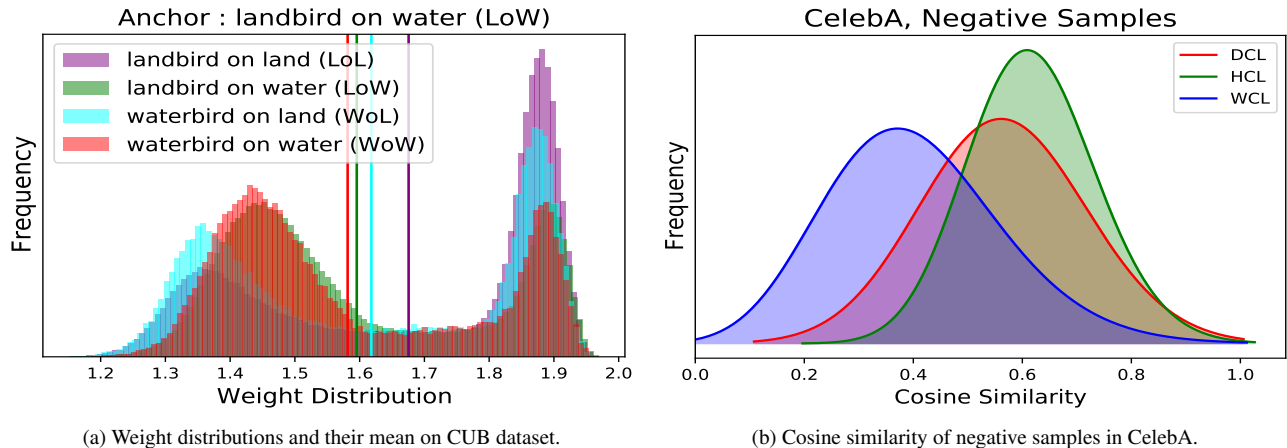 Anchor : landbird on water (LoW)
landbird on land (LoL)
landbird on water (LoW)
waterbird on land (WoL)
waterbird on water (WoW)
Frequency
1.2 1.3 1.4 1.5 1.6 1.7 1.8 1.9 2.0
Weight Distribution
(a) Weight distributions and their mean on CUB dataset.
CelebA, Negative Samples
DCL
HCL
WCL
Frequency
0.0 0.2 0.4 0.6 0.8 1.0
Cosine Similarity
(b) Cosine similarity of negative samples in CelebA.